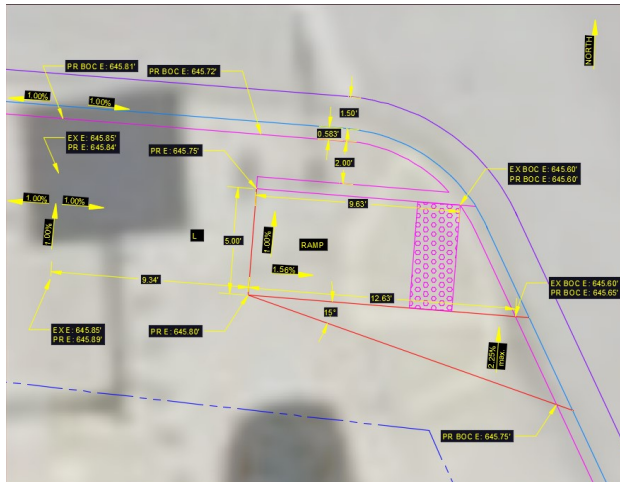 PR BOC E: 645.81'
PR BOC E: 645.72'
NORTH
1.00%
1.00%
1.50'
0.583'
EX E: 645.85'
PR E: 645.84'
PR E: 645.75'
2.00'
EX BOC E: 645.60'
PR BOC E: 645.60'
1.00%
1.00%
9.63'
1.00%
L
5.00'
1.00%
RAMP
1.56%
9.34'
12.63'
EX BOC E: 645.60'
PR BOC E: 645.65'
15°
EX E: 645.85'
PR E: 645.89'
PR E: 645.80'
2.25%
max.
PR BOC E: 645.75'